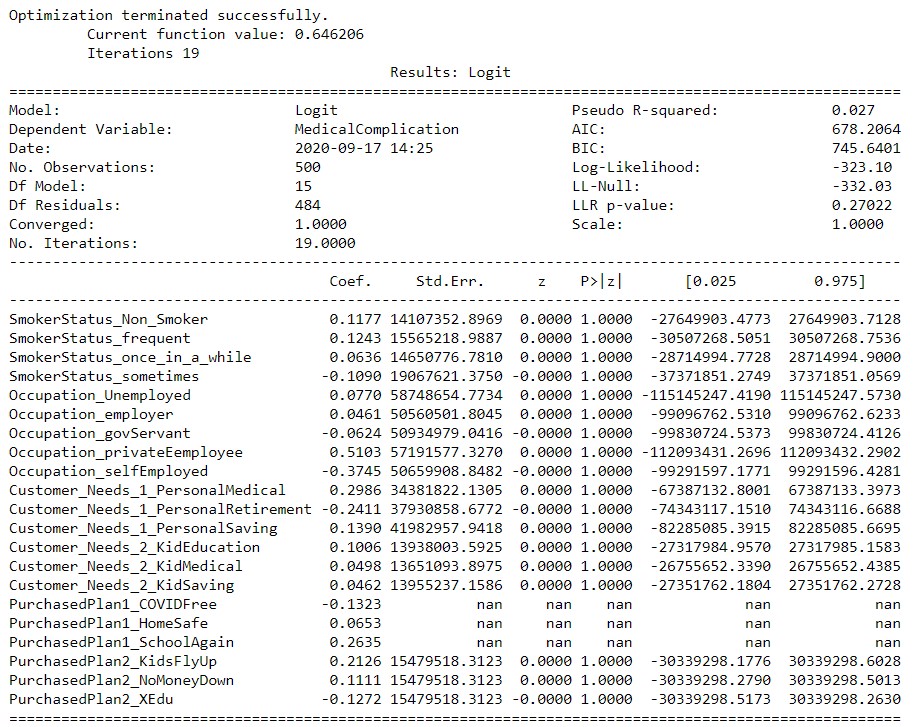 Optimization terminated successfully.
Current function value: 0.646206
Iterations 19
Results: Logit
==========================================================================================
Model: Logit Pseudo R-squared: 0.027
Dependent Variable: MedicalComplication AIC: 678.2064
Date: 2020-09-17 14:25 BIC: 745.6401
No. Observations: 500 Log-Likelihood: -323.10
Df Model: 15 LL-Null: -332.03
Df Residuals: 484 LLR p-value: 0.27022
Converged: 1.0000 Scale: 1.0000
No. Iterations: 19.0000
------------------------------------------------------------------------------------------
Coef. Std.Err. z P>|z| [0.025 0.975]
------------------------------------------------------------------------------------------
SmokerStatus_Non_Smoker 0.1177 14107352.8969 0.0000 1.0000 -27649903.4773 27649903.7128
SmokerStatus_frequent 0.1243 15565218.9887 0.0000 1.0000 -30507268.5051 30507268.7536
SmokerStatus_once_in_a_while 0.0636 14650776.7810 0.0000 1.0000 -28714994.7728 28714994.9000
SmokerStatus_sometimes -0.1090 19067621.3750 -0.0000 1.0000 -37371851.2749 37371851.0569
Occupation_Unemployed 0.0770 58748654.7734 0.0000 1.0000 -115145247.4190 115145247.5730
Occupation_employer 0.0461 50560501.8045 0.0000 1.0000 -99096762.5310 99096762.6233
Occupation_govServant -0.0624 50934979.0416 -0.0000 1.0000 -99830724.5373 99830724.4126
Occupation_privateEemployee 0.5103 57191577.3270 0.0000 1.0000 -112093431.2696 112093432.2902
Occupation_selfEmployed -0.3745 50659908.8482 -0.0000 1.0000 -99291597.1771 99291596.4281
Customer_Needs_1_PersonalMedical 0.2986 34381822.1305 0.0000 1.0000 -67387132.8001 67387133.3973
Customer_Needs_1_PersonalRetirement -0.2411 37930858.6772 -0.0000 1.0000 -74343117.1510 74343116.6688
Customer_Needs_1_PersonalSaving 0.1390 41982957.9418 0.0000 1.0000 -82285085.3915 82285085.6695
Customer_Needs_2_KidEducation 0.1006 13938003.5925 0.0000 1.0000 -27317984.9570 27317985.1583
Customer_Needs_2_KidMedical 0.0498 13651093.8975 0.0000 1.0000 -26755652.3390 26755652.4385
Customer_Needs_2_KidSaving 0.0462 13955237.1586 0.0000 1.0000 -27351762.1804 27351762.2728
PurchasedPlan1_COVIDFree -0.1323 nan nan nan nan nan
PurchasedPlan1_HomeSafe 0.0653 nan nan nan nan nan
PurchasedPlan1_SchoolAgain 0.2635 nan nan nan nan nan
PurchasedPlan2_KidsFlyUp 0.2126 15479518.3123 0.0000 1.0000 -30339298.1776 30339298.6028
PurchasedPlan2_NoMoneyDown 0.1111 15479518.3123 0.0000 1.0000 -30339298.2790 30339298.5013
PurchasedPlan2_XEdu -0.1272 15479518.3123 -0.0000 1.0000 -30339298.5173 30339298.2630
==========================================================================================